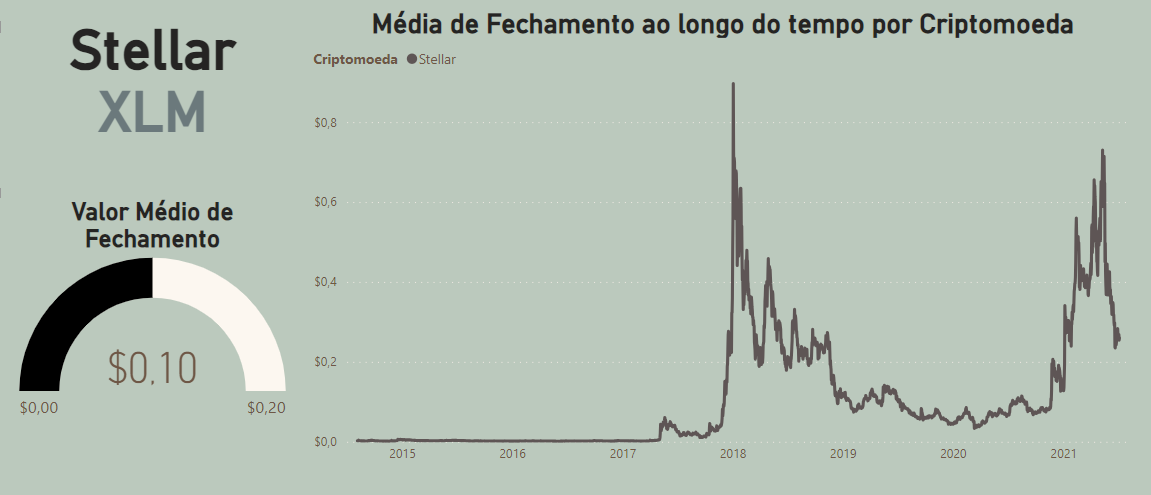 Stellar
XLM
Valor Médio de
Fechamento
$0,10
$0,00
$0,20
Média de Fechamento ao longo do tempo por Criptomoeda
Criptomoeda Stellar
$0,8
$0,6
$0,4
$0,2
$0,0
2015 2016 2017 2018 2019 2020 2021